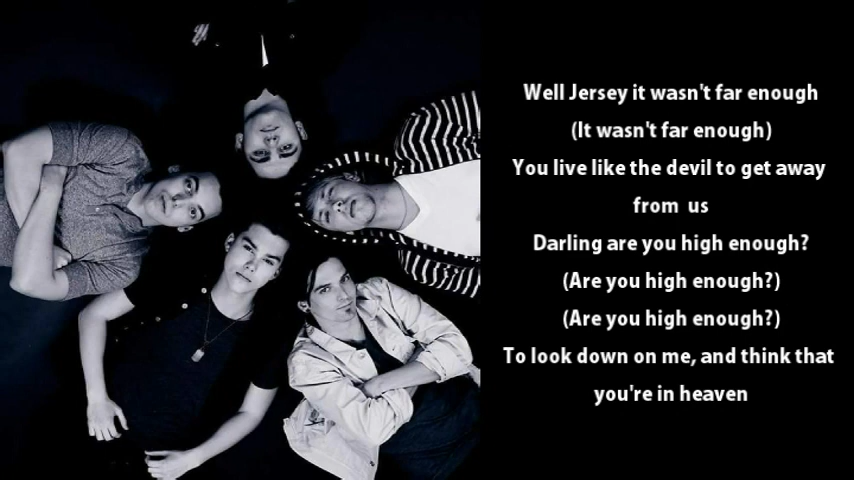 Well Jersey it wasn't far enough
(It wasn't far enough)
You live like the devil to get away
from us
Darling are you high enough?
(Are you high enough?)
(Are you high enough?)
To look down on me, and think that
you're in heaven